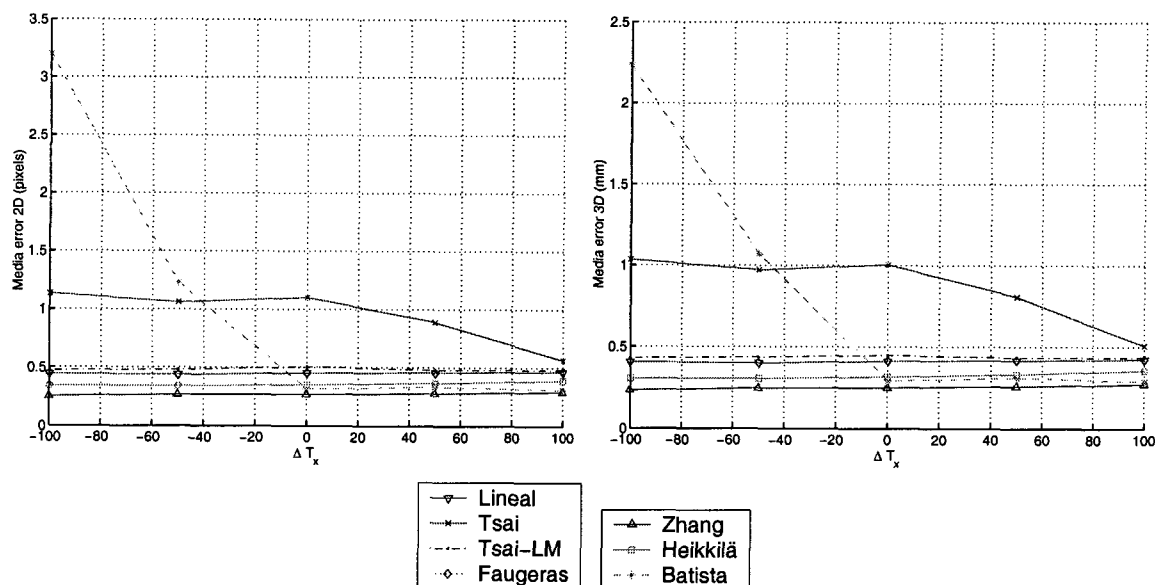 3.5
3
2.5
2
1.5
1
0.5
0
Media error 2D (pixels)
−100 −80 −60 −40 −20 0 20 40 60 80 100
Δ Tx
2.5
2
1.5
1
0.5
0
Media error 3D (mm)
−100 −80 −60 −40 −20 0 20 40 60 80 100
Δ Tx
Lineal
Tsai
Tsai−LM
Faugeras
Zhang
Heikkilä
Batista